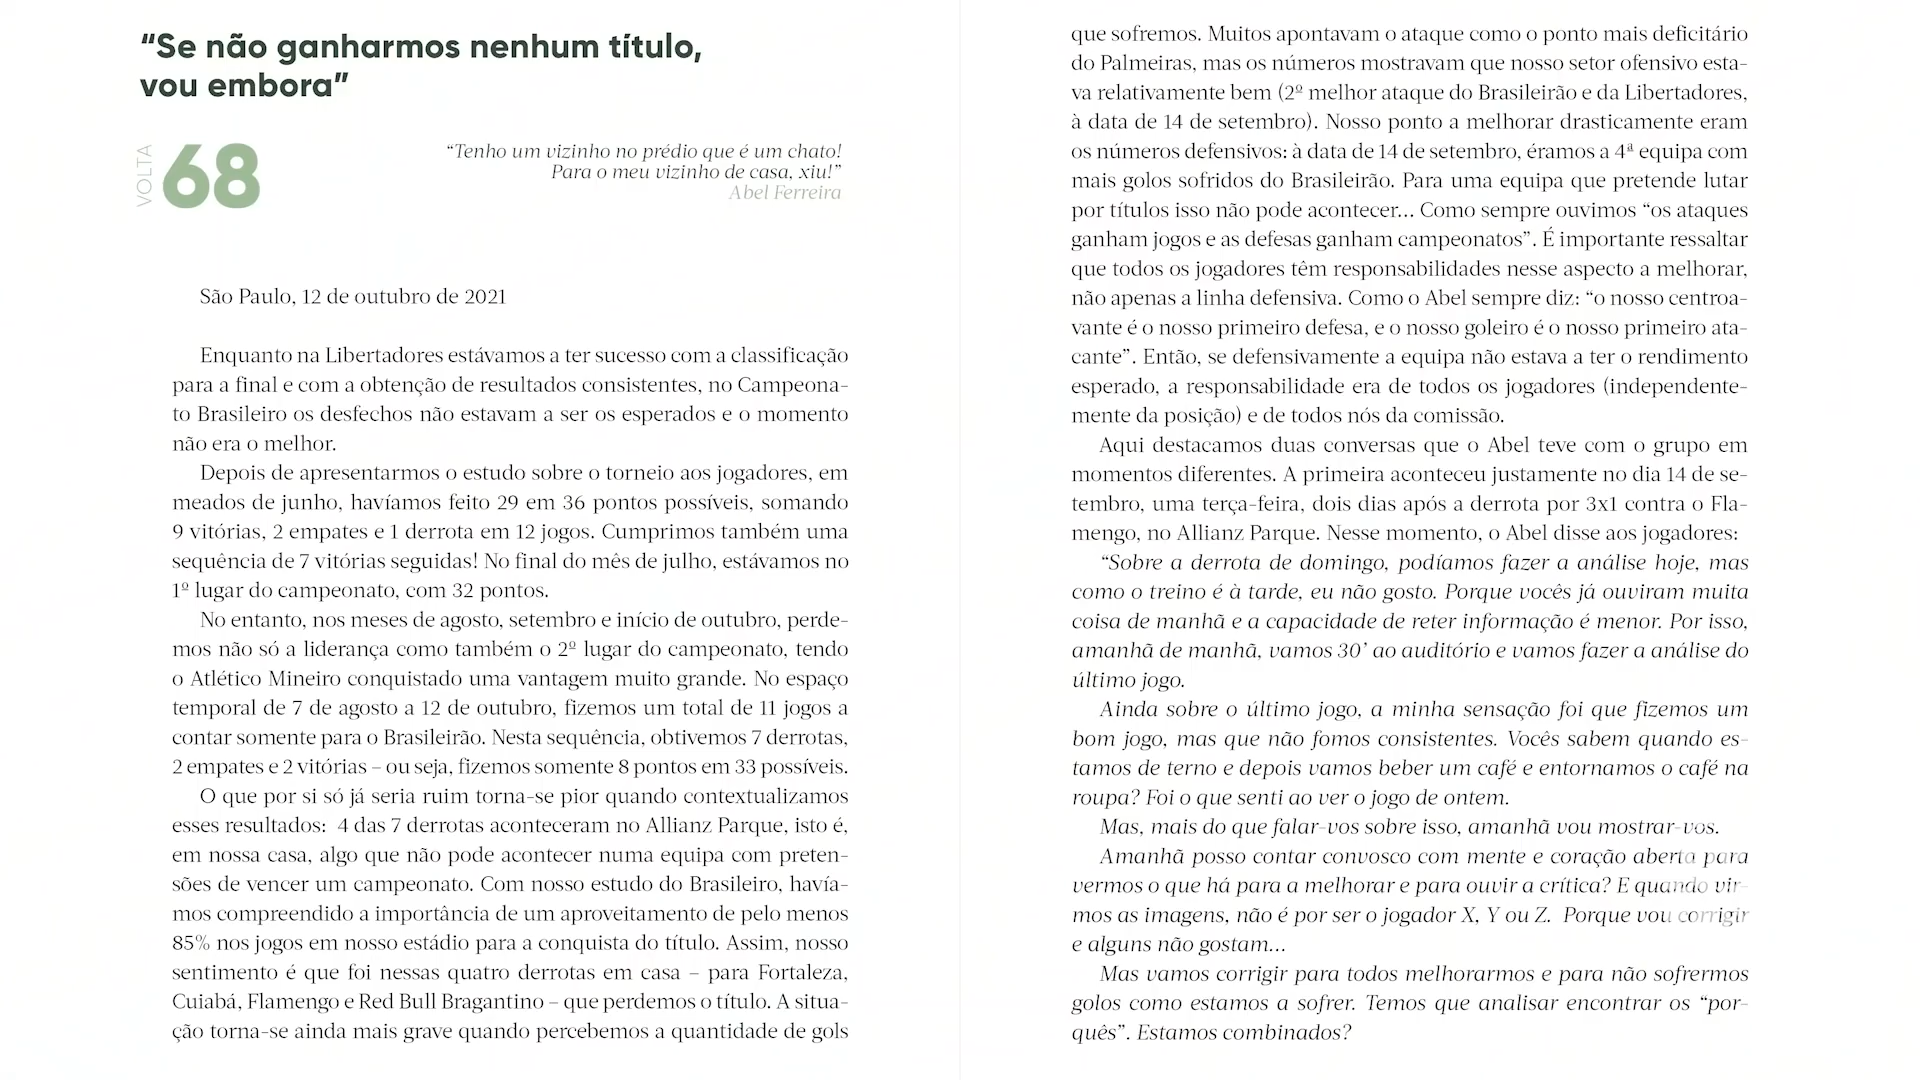 “Se não ganharmos nenhum título,
vou embora”
VOLTA
68
“Tenho um vizinho no prédio que é um chato!
Para o meu vizinho de casa, xiu!”
Abel Ferreira
São Paulo, 12 de outubro de 2021
Enquanto na Libertadores estávamos a ter sucesso com a classificação
para a final e com a obtenção de resultados consistentes, no Campeona-
to Brasileiro os desfechos não estavam a ser os esperados e o momento
não era o melhor.
Depois de apresentarmos o estudo sobre o torneio aos jogadores, em
meados de junho, havíamos feito 29 em 36 pontos possíveis, somando
9 vitórias, 2 empates e 1 derrota em 12 jogos. Cumprimos também uma
sequência de 7 vitórias seguidas! No final do mês de julho, estávamos no
1º lugar do campeonato, com 32 pontos.
No entanto, nos meses de agosto, setembro e início de outubro, perde-
mos não só a liderança como também o 2º lugar do campeonato, tendo
o Atlético Mineiro conquistado uma vantagem muito grande. No espaço
temporal de 7 de agosto a 12 de outubro, fizemos um total de 11 jogos a
contar somente para o Brasileirão. Nesta sequência, obtivemos 7 derrotas,
2 empates e 2 vitórias – ou seja, fizemos somente 8 pontos em 33 possíveis.
O que por si só já seria ruim torna-se pior quando contextualizamos
esses resultados:  4 das 7 derrotas aconteceram no Allianz Parque, isto é,
em nossa casa, algo que não pode acontecer numa equipa com preten-
sões de vencer um campeonato. Com nosso estudo do Brasileiro, havía-
mos compreendido a importância de um aproveitamento de pelo menos
85% nos jogos em nosso estádio para a conquista do título. Assim, nosso
sentimento é que foi nessas quatro derrotas em casa – para Fortaleza,
Cuiabá, Flamengo e Red Bull Bragantino – que perdemos o título. A situa-
ção torna-se ainda mais grave quando percebemos a quantidade de gols
que sofremos. Muitos apontavam o ataque como o ponto mais deficitário
do Palmeiras, mas os números mostravam que nosso setor ofensivo esta-
va relativamente bem (2º melhor ataque do Brasileirão e da Libertadores,
à data de 14 de setembro). Nosso ponto a melhorar drasticamente eram
os números defensivos: à data de 14 de setembro, éramos a 4ª equipa com
mais golos sofridos do Brasileirão. Para uma equipa que pretende lutar
por títulos isso não pode acontecer... Como sempre ouvimos “os ataques
ganham jogos e as defesas ganham campeonatos”. É importante ressaltar
que todos os jogadores têm responsabilidades nesse aspecto a melhorar,
não apenas a linha defensiva. Como o Abel sempre diz: “o nosso centroa-
vante é o nosso primeiro defesa, e o nosso goleiro é o nosso primeiro ata-
cante”. Então, se defensivamente a equipa não estava a ter o rendimento
esperado, a responsabilidade era de todos os jogadores (independente-
mente da posição) e de todos nós da comissão.
Aqui destacamos duas conversas que o Abel teve com o grupo em
momentos diferentes. A primeira aconteceu justamente no dia 14 de se-
tembro, uma terça-feira, dois dias após a derrota por 3x1 contra o Fla-
mengo, no Allianz Parque. Nesse momento, o Abel disse aos jogadores:
“Sobre a derrota de domingo, podíamos fazer a análise hoje, mas
como o treino é à tarde, eu não gosto. Porque vocês já ouviram muita
coisa de manhã e a capacidade de reter informação é menor. Por isso,
amanhã de manhã, vamos 30’ ao auditório e vamos fazer a análise do
último jogo.
Ainda sobre o último jogo, a minha sensação foi que fizemos um
bom jogo, mas que não fomos consistentes. Vocês sabem quando es-
tamos de terno e depois vamos beber um café e entornamos o café na
roupa? Foi o que senti ao ver o jogo de ontem.
Mas, mais do que falar-vos sobre isso, amanhã vou mostrar-vos.
Amanhã posso contar convosco com mente e coração aberta para
vermos o que há para a melhorar e para ouvir a crítica? E quando vir-
mos as imagens, não é por ser o jogador X, Y ou Z.  Porque vou corrigir
e alguns não gostam...
Mas vamos corrigir para todos melhorarmos e para não sofrermos
golos como estamos a sofrer. Temos que analisar encontrar os “por-
quês”. Estamos combinados?